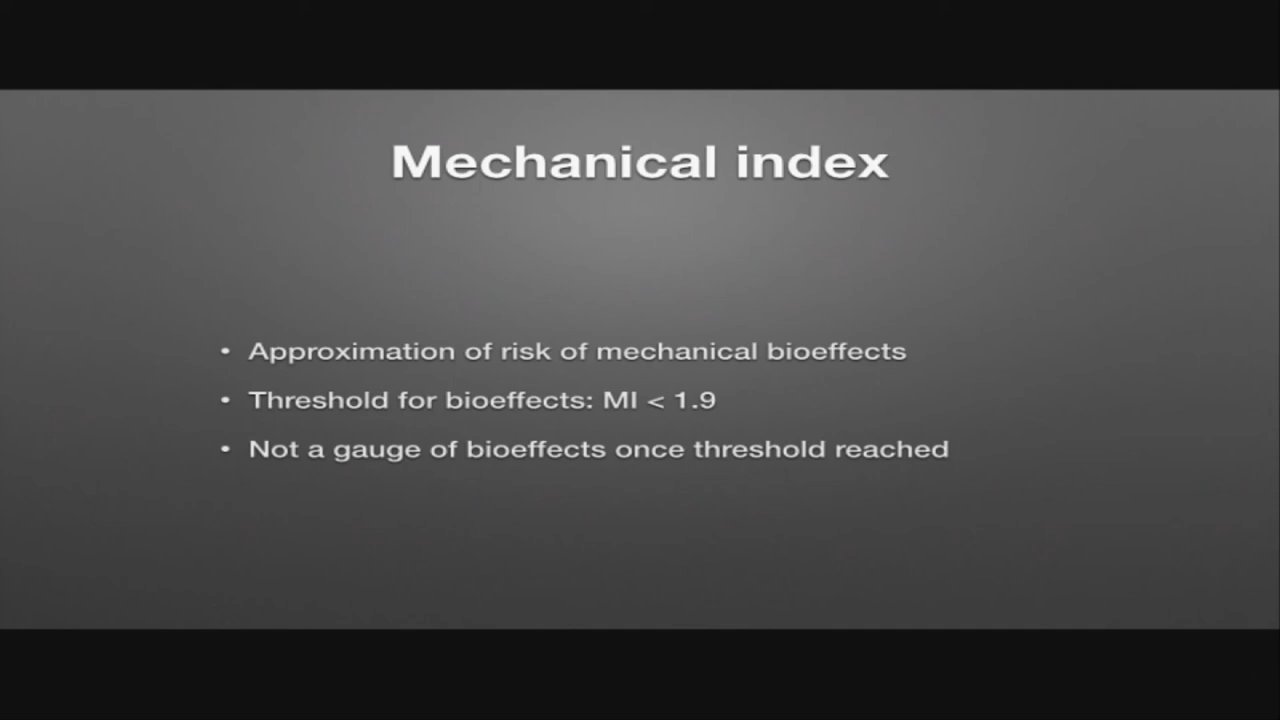 Mechanical index
• Approximation of risk of mechanical bioeffects
• Threshold for bioeffects: MI < 1.9
• Not a gauge of bioeffects once threshold reached